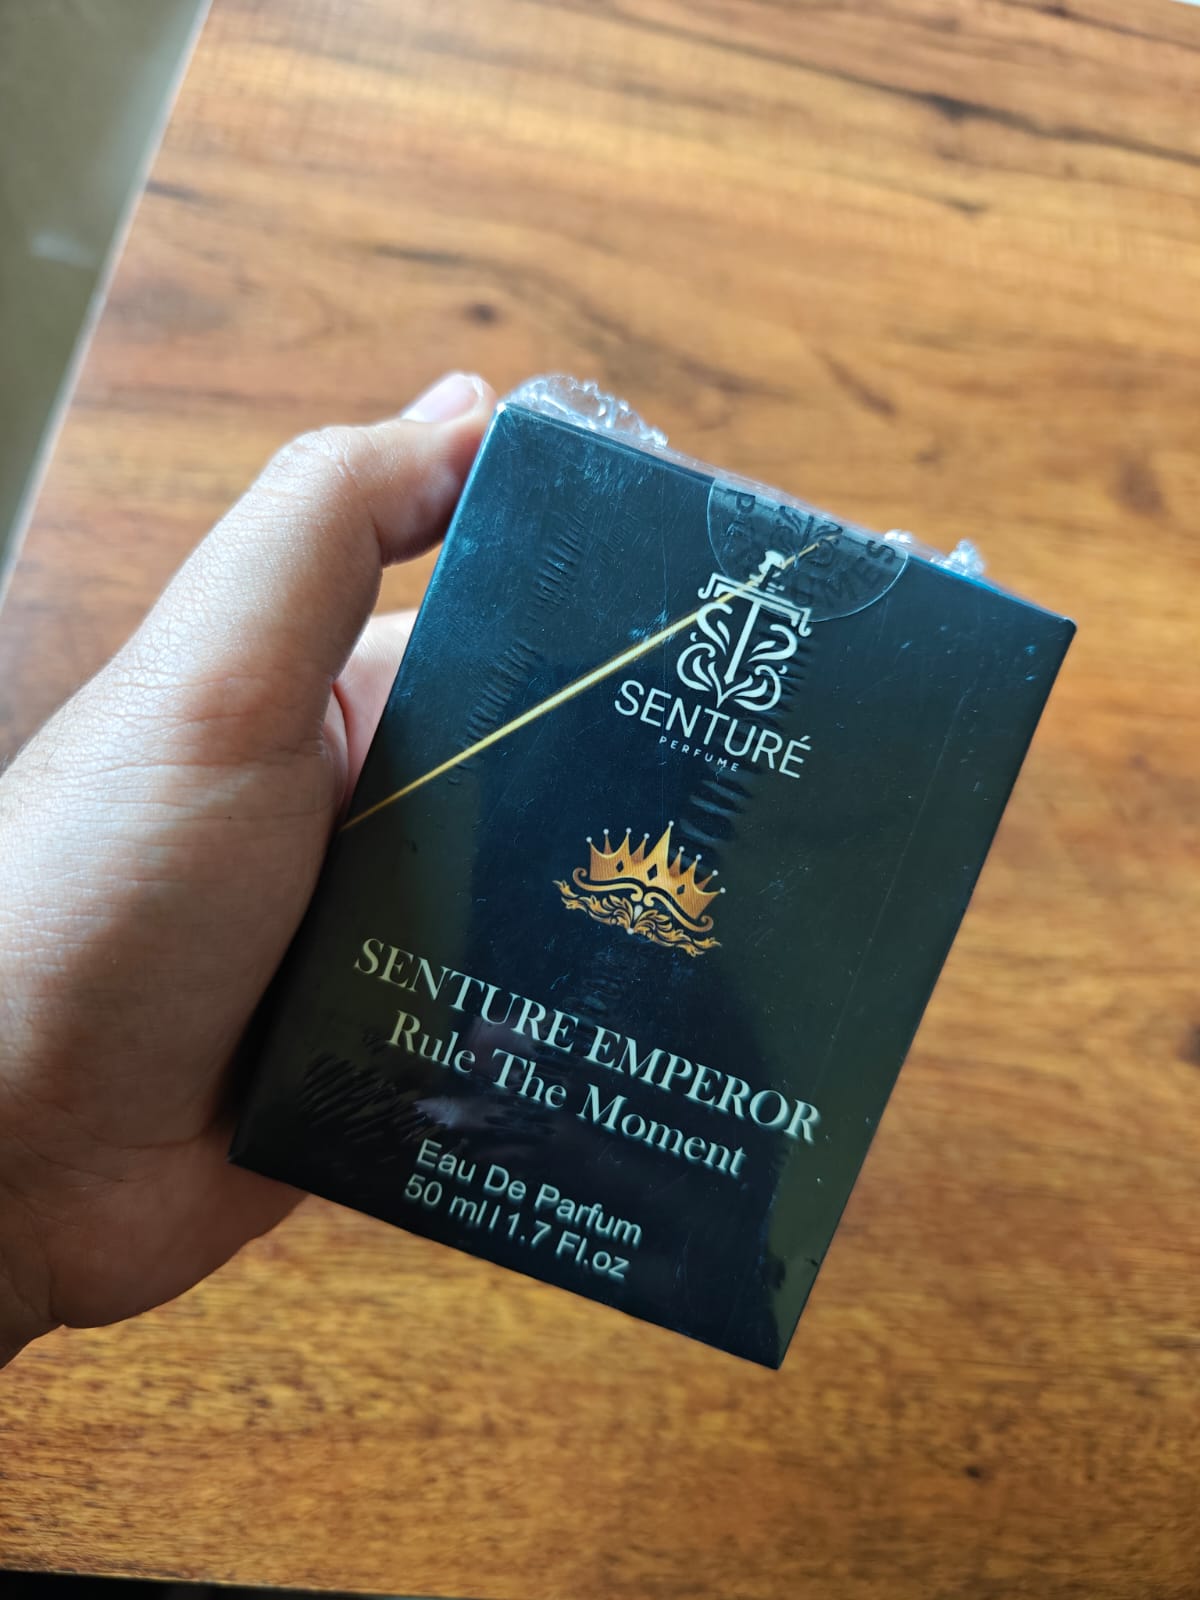 SENTURÉ
PERFUME
SENTURE EMPEROR
Rule The Moment
Eau De Parfum
50 ml I 1.7 Fl.oz